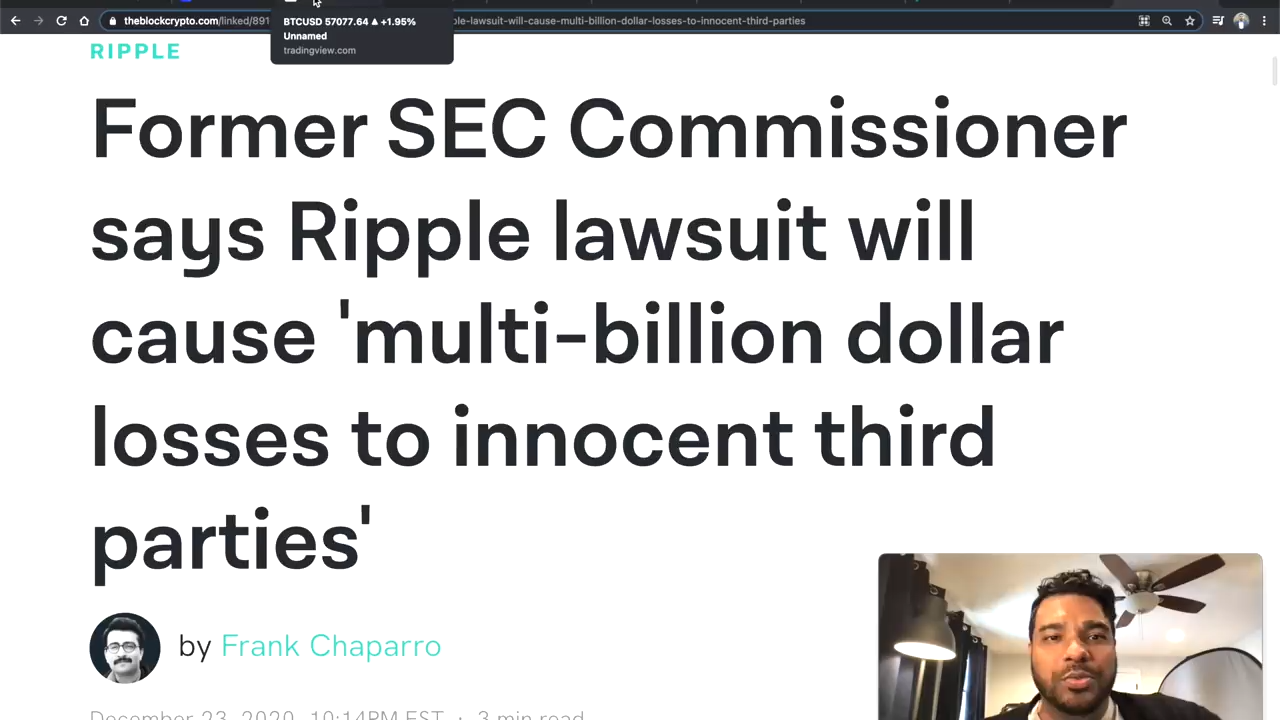 theblockcrypto.com/linked/891
ple-lawsuit-will-cause-multi-billion-dollar-losses-to-innocent-third-parties
BTCUSD 57077.64 ▲ +1.95%
Unnamed
tradingview.com
RIPPLE
Former SEC Commissioner
says Ripple lawsuit will
cause 'multi-billion dollar
losses to innocent third
parties'
by Frank Chaparro
December 23, 2020, 10:14PM EST · 3 min read